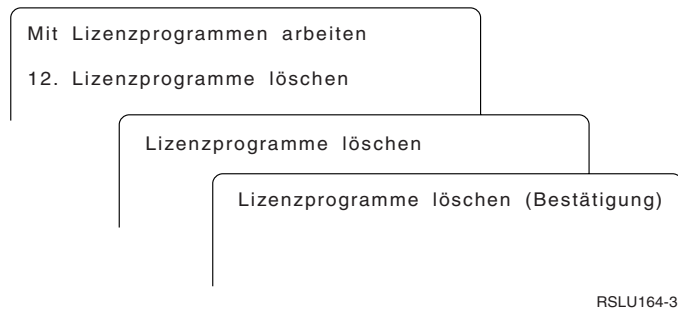 Mit Lizenzprogrammen arbeiten
12. Lizenzprogramme löschen
Lizenzprogramme löschen
Lizenzprogramme löschen (Bestätigung)
RSLU164-3